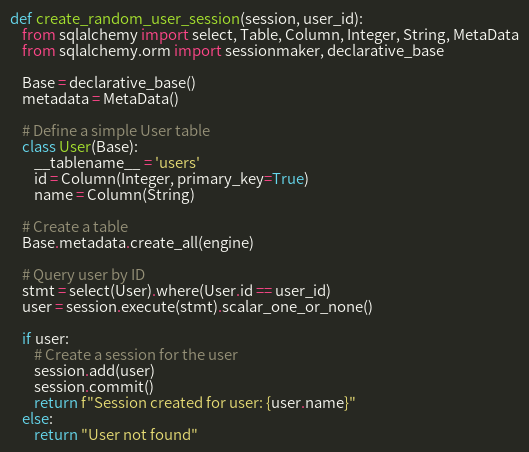 def create_random_user_session(session, user_id):
    from sqlalchemy import select, Table, Column, Integer, String, MetaData
    from sqlalchemy.orm import sessionmaker, declarative_base

    Base = declarative_base()
    metadata = MetaData()

    # Define a simple User table
    class User(Base):
        __tablename__ = 'users'
        id = Column(Integer, primary_key=True)
        name = Column(String)

    # Create a table
    Base.metadata.create_all(engine)

    # Query user by ID
    stmt = select(User).where(User.id == user_id)
    user = session.execute(stmt).scalar_one_or_none()

    if user:
        # Create a session for the user
        session.add(user)
        session.commit()
        return f"Session created for user: {user.name}"
    else:
        return "User not found"